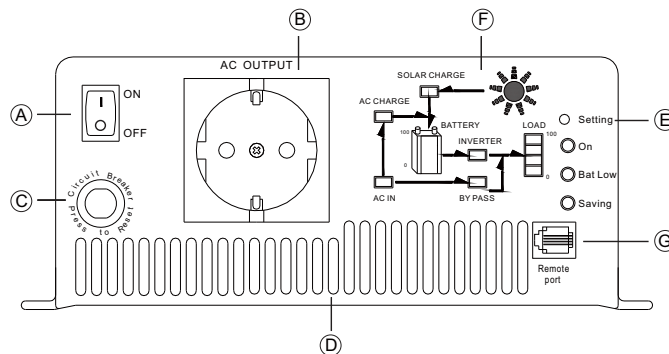 B
F
AC OUTPUT
SOLAR CHARGE
A
I
ON
OFF
AC CHARGE
BATTERY
LOAD
100
0
INVERTER
100
0
AC IN
BY PASS
Setting
E
On
Bat Low
Saving
C
Circuit Breaker
Press to Reset
G
Remote
port
D